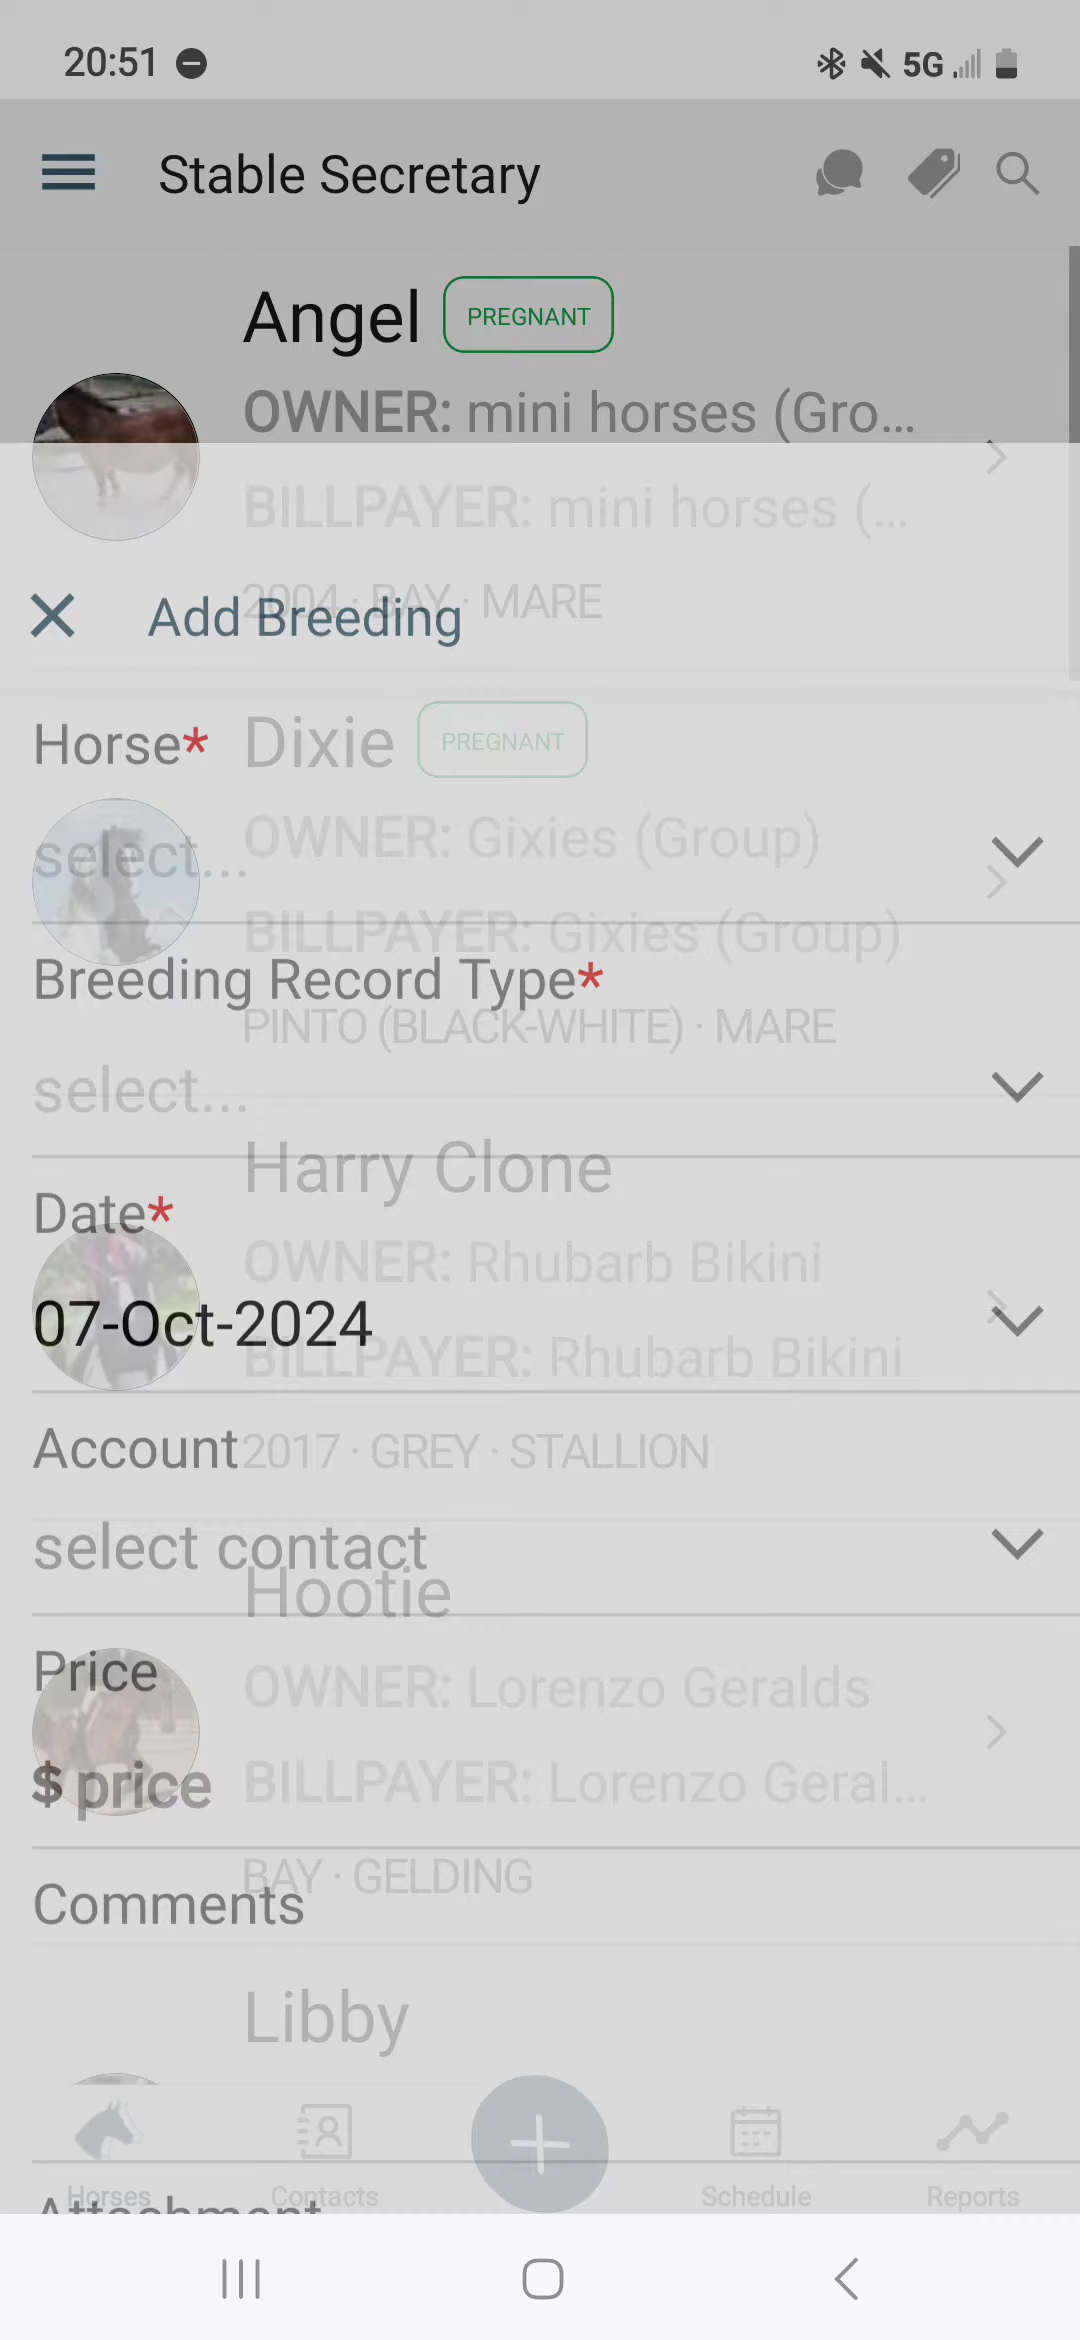 20:51
5G
Stable Secretary
Angel PREGNANT
OWNER: mini horses (Gro...
BILLPAYER: mini horses (...
2004 · BAY · MARE
Add Breeding
Horse*
Dixie PREGNANT
select...
OWNER: Gixies (Group)
BILLPAYER: Gixies (Group)
Breeding Record Type*
PINTO (BLACK-WHITE) · MARE
select...
Harry Clone
Date*
OWNER: Rhubarb Bikini
07-Oct-2024
BILLPAYER: Rhubarb Bikini
Account
2017 · GREY · STALLION
select contact
Hootie
Price
OWNER: Lorenzo Geralds
$ price
BILLPAYER: Lorenzo Geral...
BAY · GELDING
Comments
Libby
Horses
Contacts
Schedule
Reports
Attachment